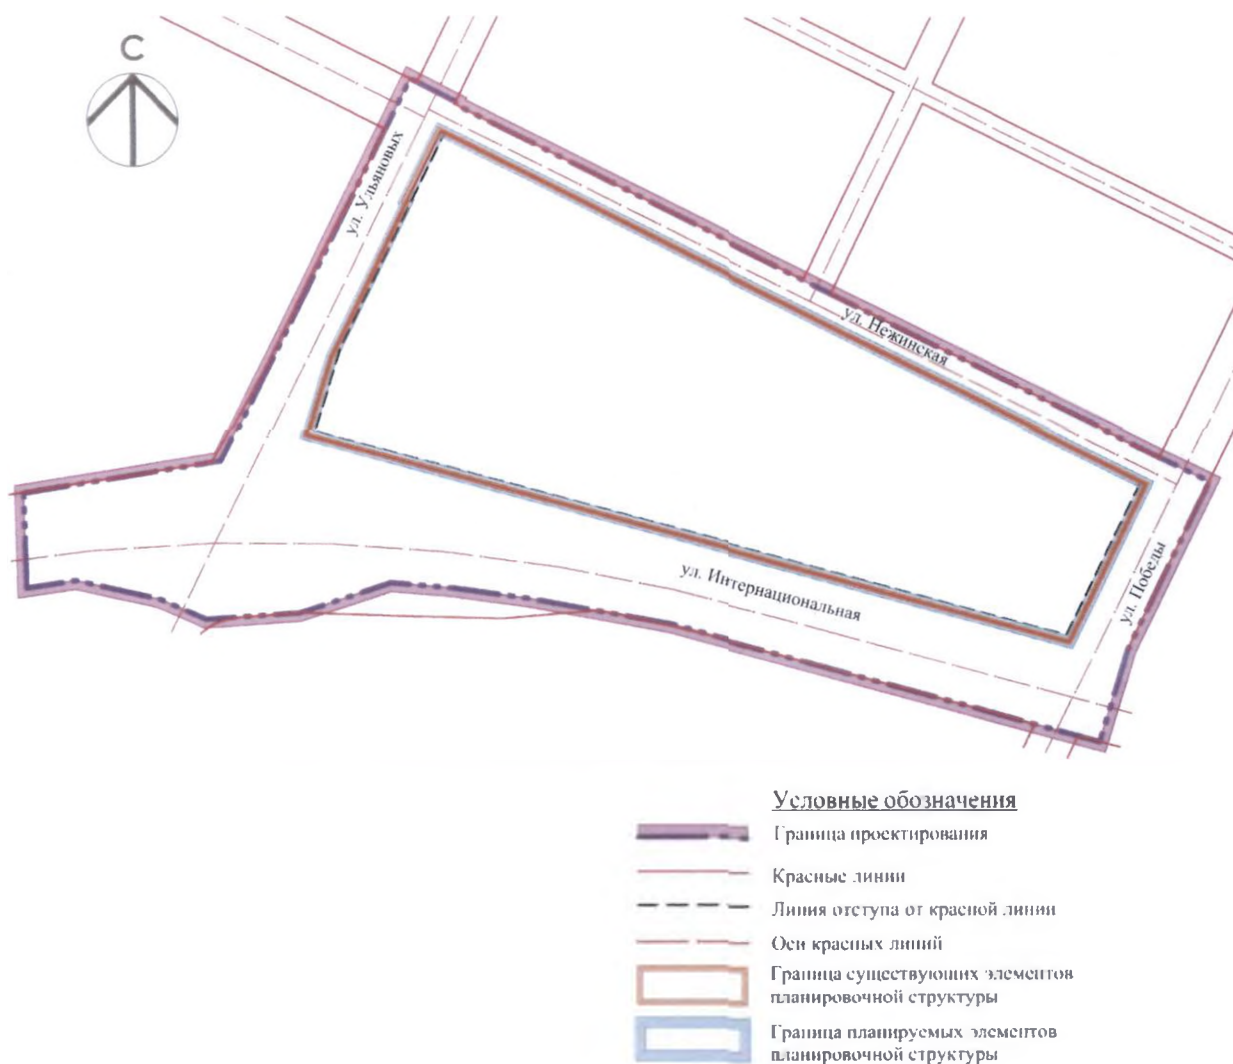 С
ул. Ульяновых
ул. Нежинская
ул. Интернациональная
ул. Победы
Условные обозначения
Граница проектирования
Красные линии
Линия отступа от красной линии
Оси красных линий
Граница существующих элементов
планировочной структуры
Граница планируемых элементов
планировочной структуры